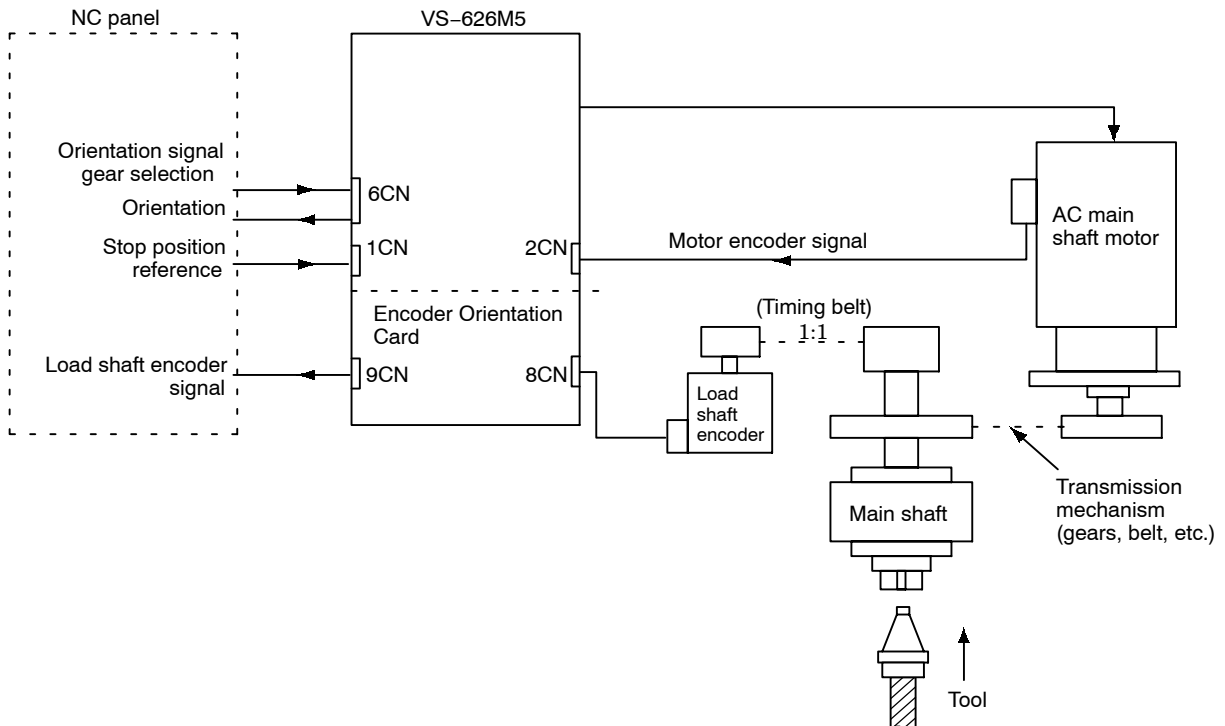 NC panel
VS–626M5
Orientation signal
gear selection
Orientation
Stop position
reference
Load shaft encoder
signal
6CN
1CN
2CN
Encoder Orientation
Card
9CN
8CN
Motor encoder signal
AC main
shaft motor
(Timing belt)
1:1
Load
shaft
encoder
Main shaft
Transmission
mechanism
(gears, belt, etc.)
Tool